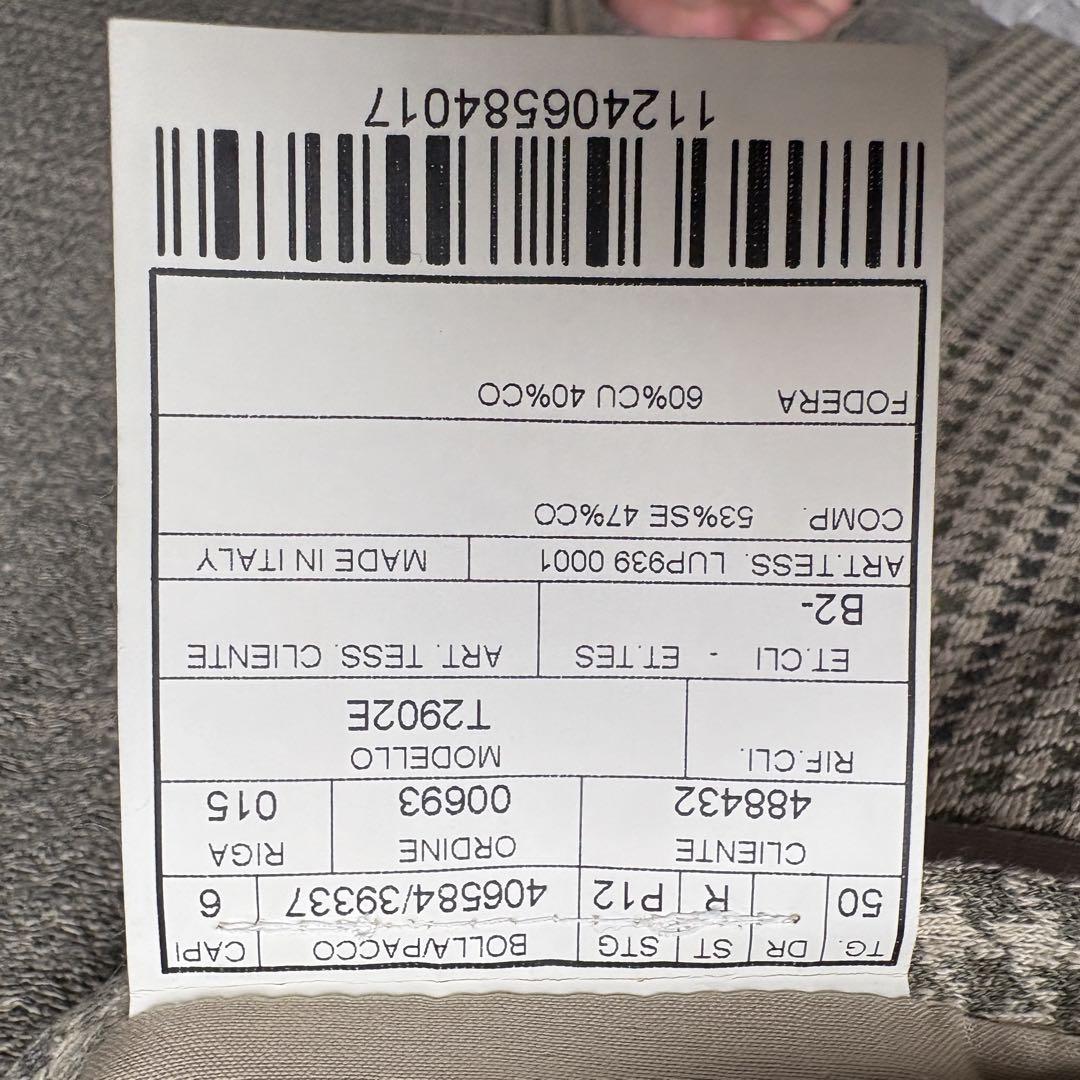 TG. DR ST STG BOLLA/PACCO CAPI
50 R P12 406584/39337 6
CLIENTE ORDINE RIGA
488432 00693 015
RIF.CLI. MODELLO
T2902E
ET.CLI - ET.TES ART. TESS. CLIENTE
B2-
ART.TESS. LUP939 0001 MADE IN ITALY
COMP. 53%SE 47%CO
FODERA 60%CU 40%CO
112406584017